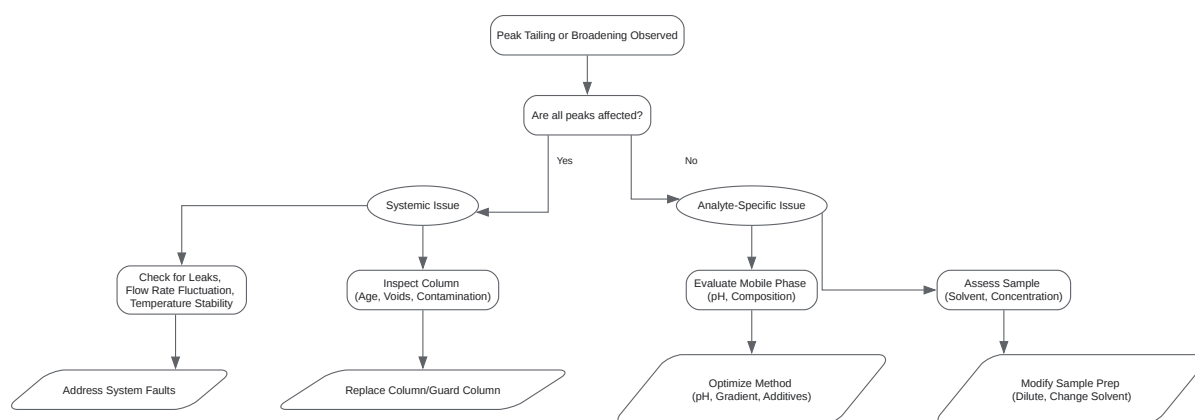 Peak Tailing or Broadening Observed
Are all peaks affected?
Yes
No
Systemic Issue
Analyte-Specific Issue
Check for Leaks,
Flow Rate Fluctuation,
Temperature Stability
Inspect Column
(Age, Voids, Contamination)
Evaluate Mobile Phase
(pH, Composition)
Assess Sample
(Solvent, Concentration)
Address System Faults
Replace Column/Guard Column
Optimize Method
(pH, Gradient, Additives)
Modify Sample Prep
(Dilute, Change Solvent)